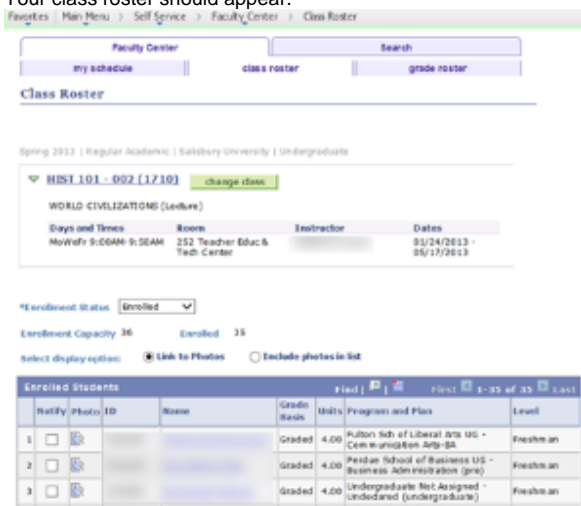 Your class roster should appear.
Favorites | Main Menu > Self Service > Faculty Center > Class Roster
Faculty Center Search
my schedule class roster grade roster
Class Roster
Spring 2013 | Regular Academic | Salisbury University | Undergraduate
HIST 101 - 002 (1710) change class
WORLD CIVILIZATIONS (Lecture)
Days and Times Room Instructor Dates
MoWeFr 9:00AM-9:50AM 252 Teacher Educ & 01/24/2013 -
Tech Center 05/17/2013
*Enrollment Status Enrolled
Enrollment Capacity 36 Enrolled 35
Select display option: Link to Photos Include photos in list
Enrolled Students Find | | First 1-35 of 35 Last
Notify Photo ID Name Grade Basis Units Program and Plan Level
1 Graded 4.00 Fulton Sch of Liberal Arts UG - Communication Arts-BA Freshman
2 Graded 4.00 Perdue School of Business UG - Business Administration (pre) Freshman
3 Graded 4.00 Undergraduate Not Assigned - Undeclared (undergraduate) Freshman